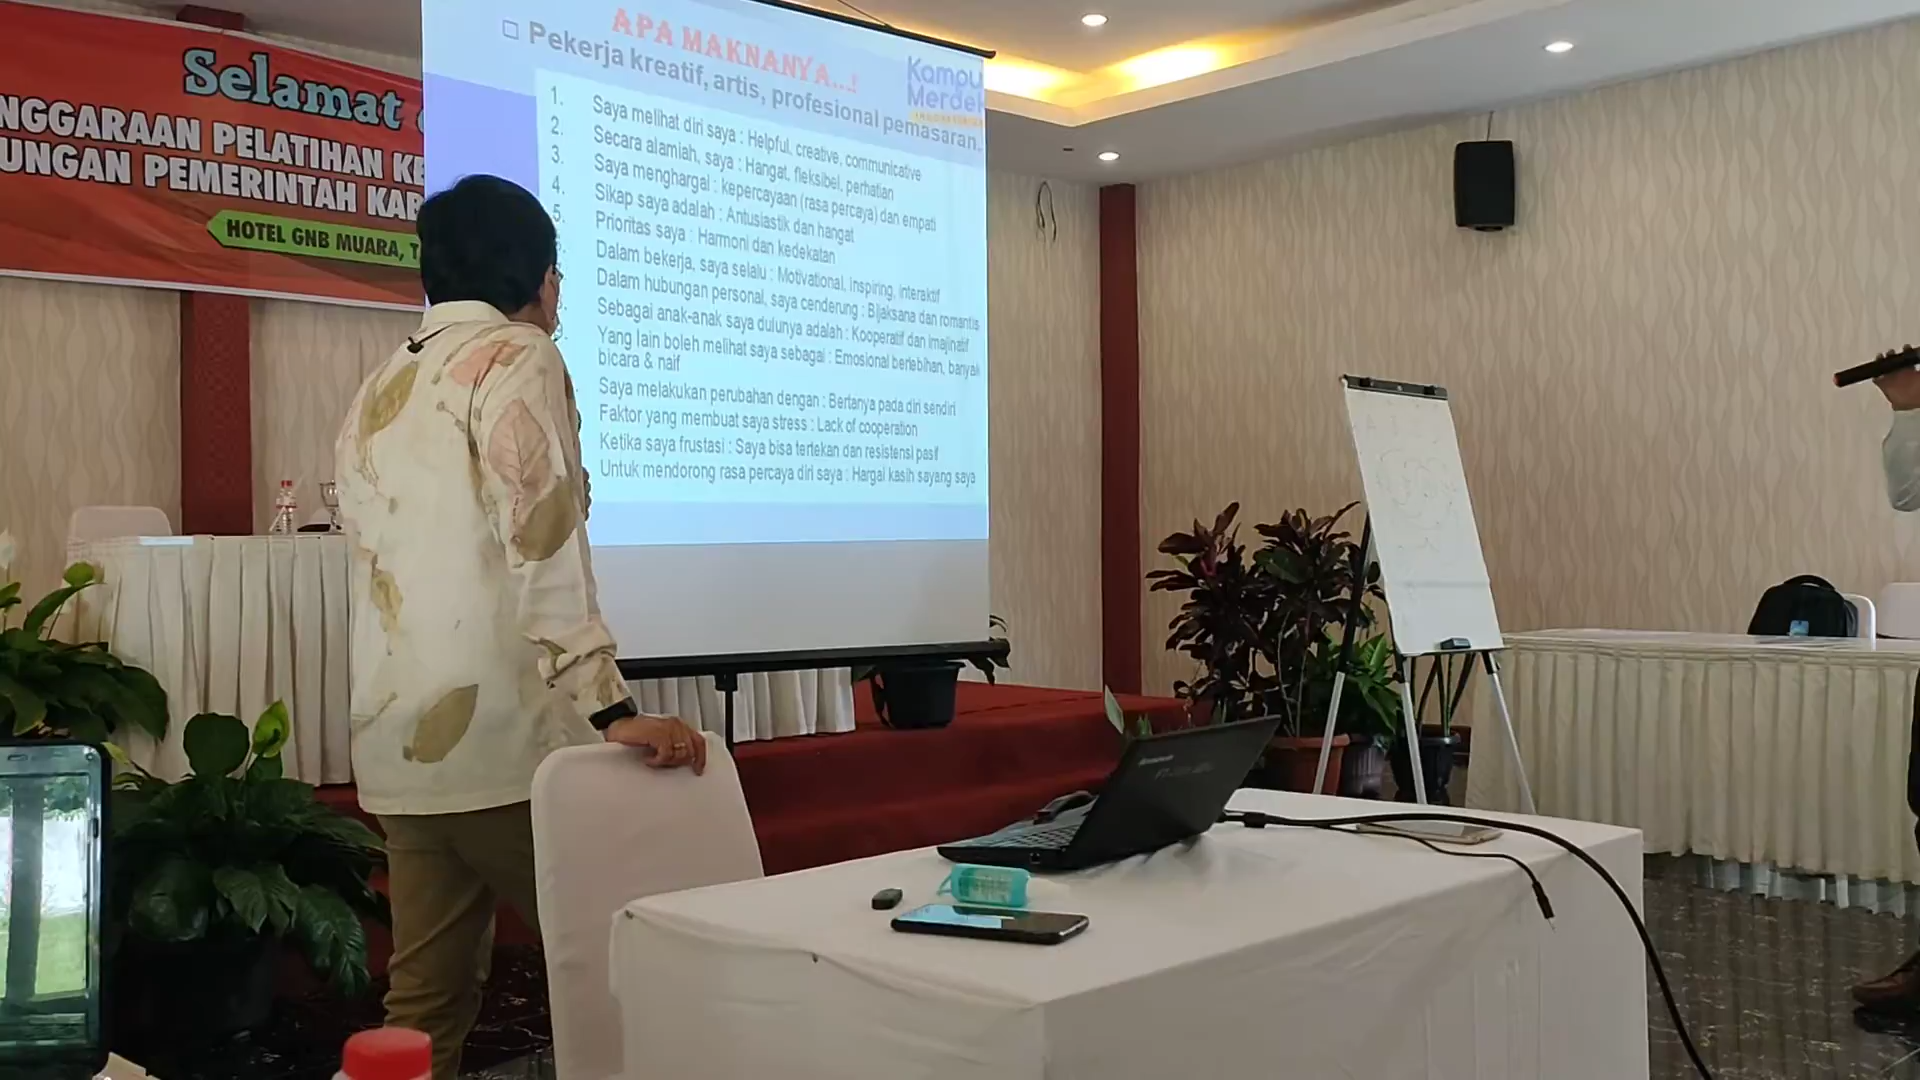 Selamat
NGGARAAN PELATIHAN KE
UNGAN PEMERINTAH KAB
HOTEL GNB MUARA, T
APA MAKNANYA...!
□ Pekerja kreatif, artis, profesional pemasaran.
Kampu
Merdek
1. Saya melihat diri saya : Helpful, creative, communicative
2. Secara alamiah, saya : Hangat, fleksibel, perhatian
3. Saya menghargai : kepercayaan (rasa percaya) dan empati
4. Sikap saya adalah : Antusiastik dan hangat
5. Prioritas saya : Harmoni dan kedekatan
Dalam bekerja, saya selalu : Motivational, inspiring, interaktif
Dalam hubungan personal, saya cenderung : Bijaksana dan romantis
Sebagai anak-anak saya dulunya adalah : Kooperatif dan imajinatif
9. Yang lain boleh melihat saya sebagai : Emosional berlebihan, banyak
bicara & naif
Saya melakukan perubahan dengan : Bertanya pada diri sendiri
Faktor yang membuat saya stress : Lack of cooperation
Ketika saya frustasi : Saya bisa tertekan dan resistensi pasif
Untuk mendorong rasa percaya diri saya : Hargai kasih sayang saya